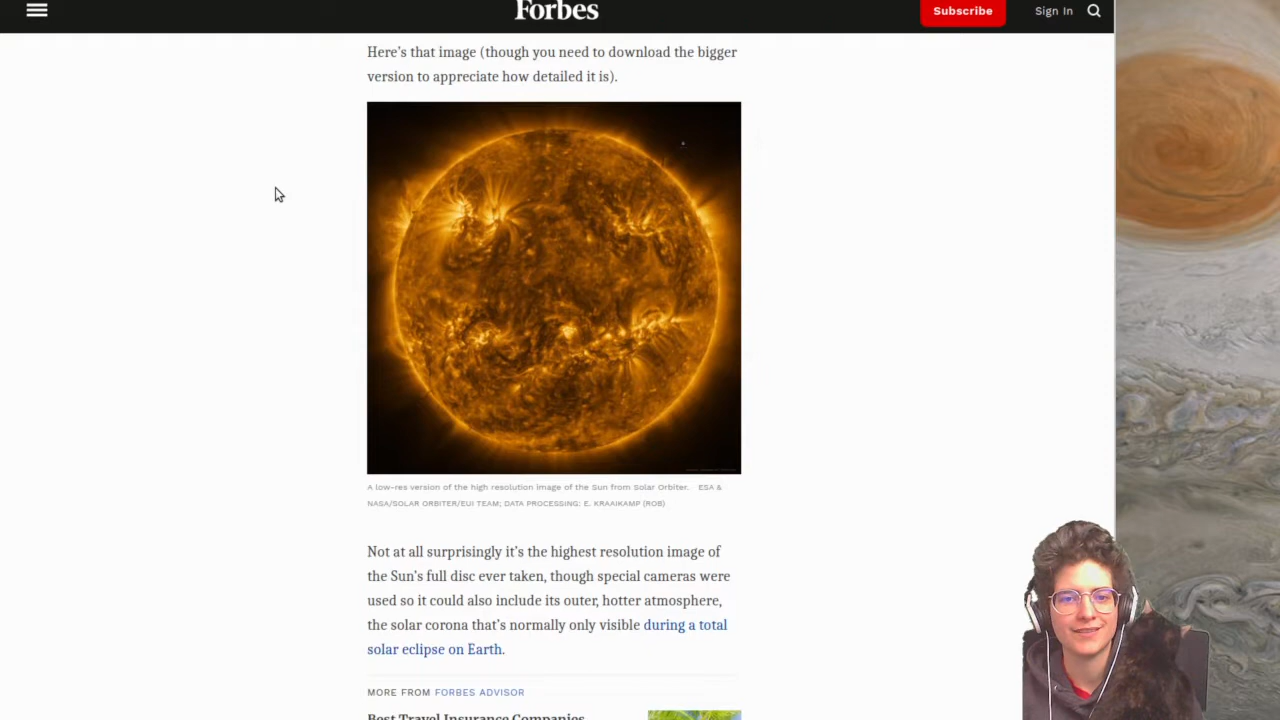 Forbes
Subscribe
Sign In
Here's that image (though you need to download the bigger
version to appreciate how detailed it is).
A low-res version of the high resolution image of the Sun from Solar Orbiter. ESA &
NASA/SOLAR ORBITER/EUI TEAM; DATA PROCESSING: E. KRAAIKAMP (ROB)
Not at all surprisingly it's the highest resolution image of
the Sun's full disc ever taken, though special cameras were
used so it could also include its outer, hotter atmosphere,
the solar corona that's normally only visible during a total
solar eclipse on Earth.
MORE FROM FORBES ADVISOR
Best Travel Insurance Companies